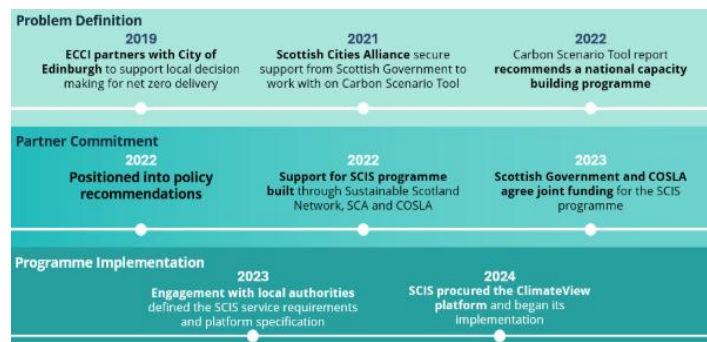 Problem Definition
2019
ECCI partners with City of
Edinburgh to support local decision
making for net zero delivery
2021
Scottish Cities Alliance secure
support from Scottish Government to
work with on Carbon Scenario Tool
2022
Carbon Scenario Tool report
recommends a national capacity
building programme
Partner Commitment
2022
Positioned into policy
recommendations
2022
Support for SCIS programme
built through Sustainable Scotland
Network, SCA and COSLA
2023
Scottish Government and COSLA
agree joint funding for the SCIS
programme
Programme Implementation
2023
Engagement with local authorities
defined the SCIS service requirements
and platform specification
2024
SCIS procured the ClimateView
platform and began its
implementation